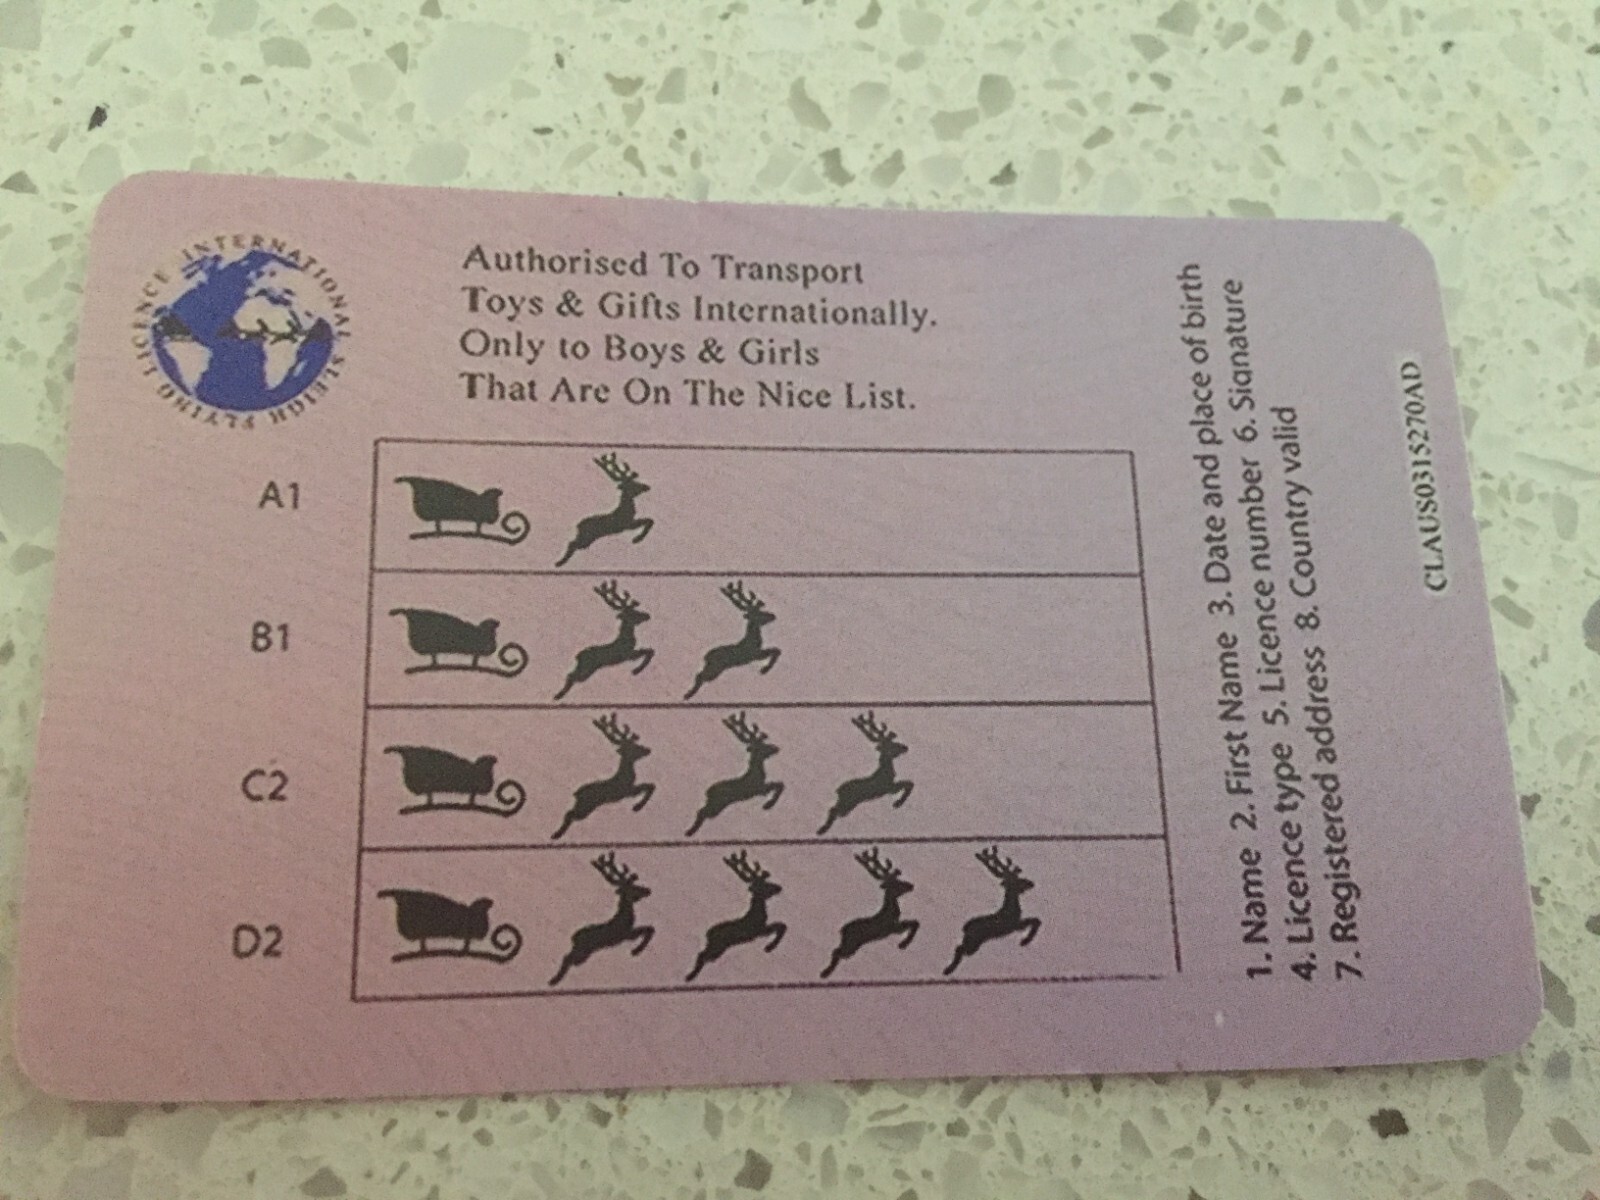 INTERNATIONAL SLEIGH FLYING LICENCE
Authorised To Transport
Toys & Gifts Internationally.
Only to Boys & Girls
That Are On The Nice List.
A1
B1
C2
D2
1. Name 2. First Name 3. Date and place of birth
4. Licence type 5. Licence number 6. Signature
7. Registered address 8. Country valid
CLAUS0315270AD